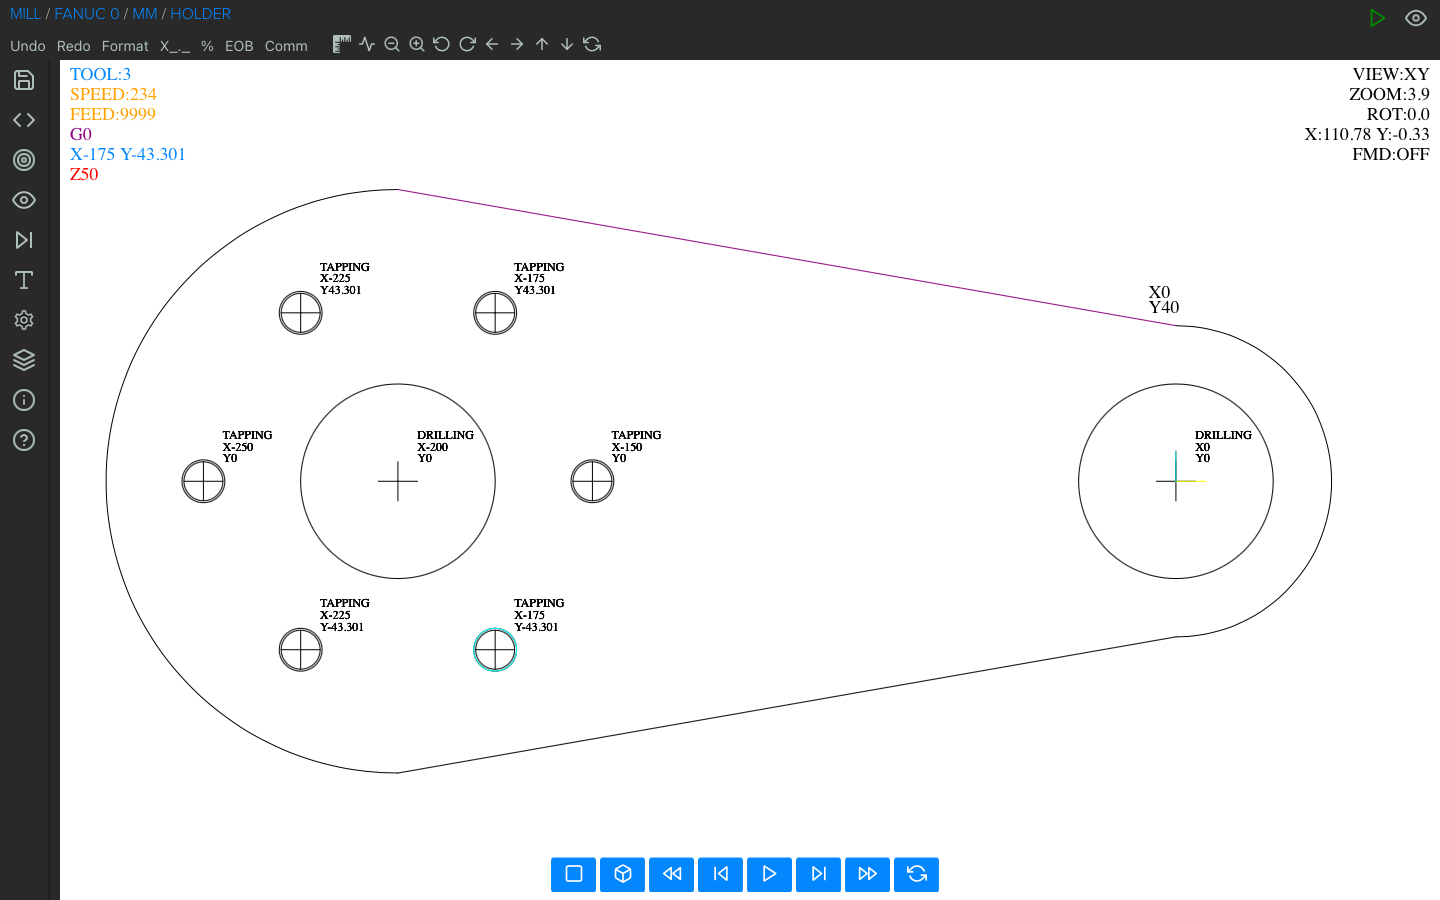 MILL / FANUC 0 / MM / HOLDER
Undo Redo Format X_._ % EOB Comm
TOOL:3
SPEED:234
FEED:9999
G0
X-175 Y-43.301
Z50
VIEW:XY
ZOOM:3.9
ROT:0.0
X:110.78 Y:-0.33
FMD:OFF
TAPPING
X-225
Y43.301
TAPPING
X-175
Y43.301
X0
Y40
TAPPING
X-250
Y0
DRILLING
X-200
Y0
TAPPING
X-150
Y0
DRILLING
X0
Y0
TAPPING
X-225
Y-43.301
TAPPING
X-175
Y-43.301